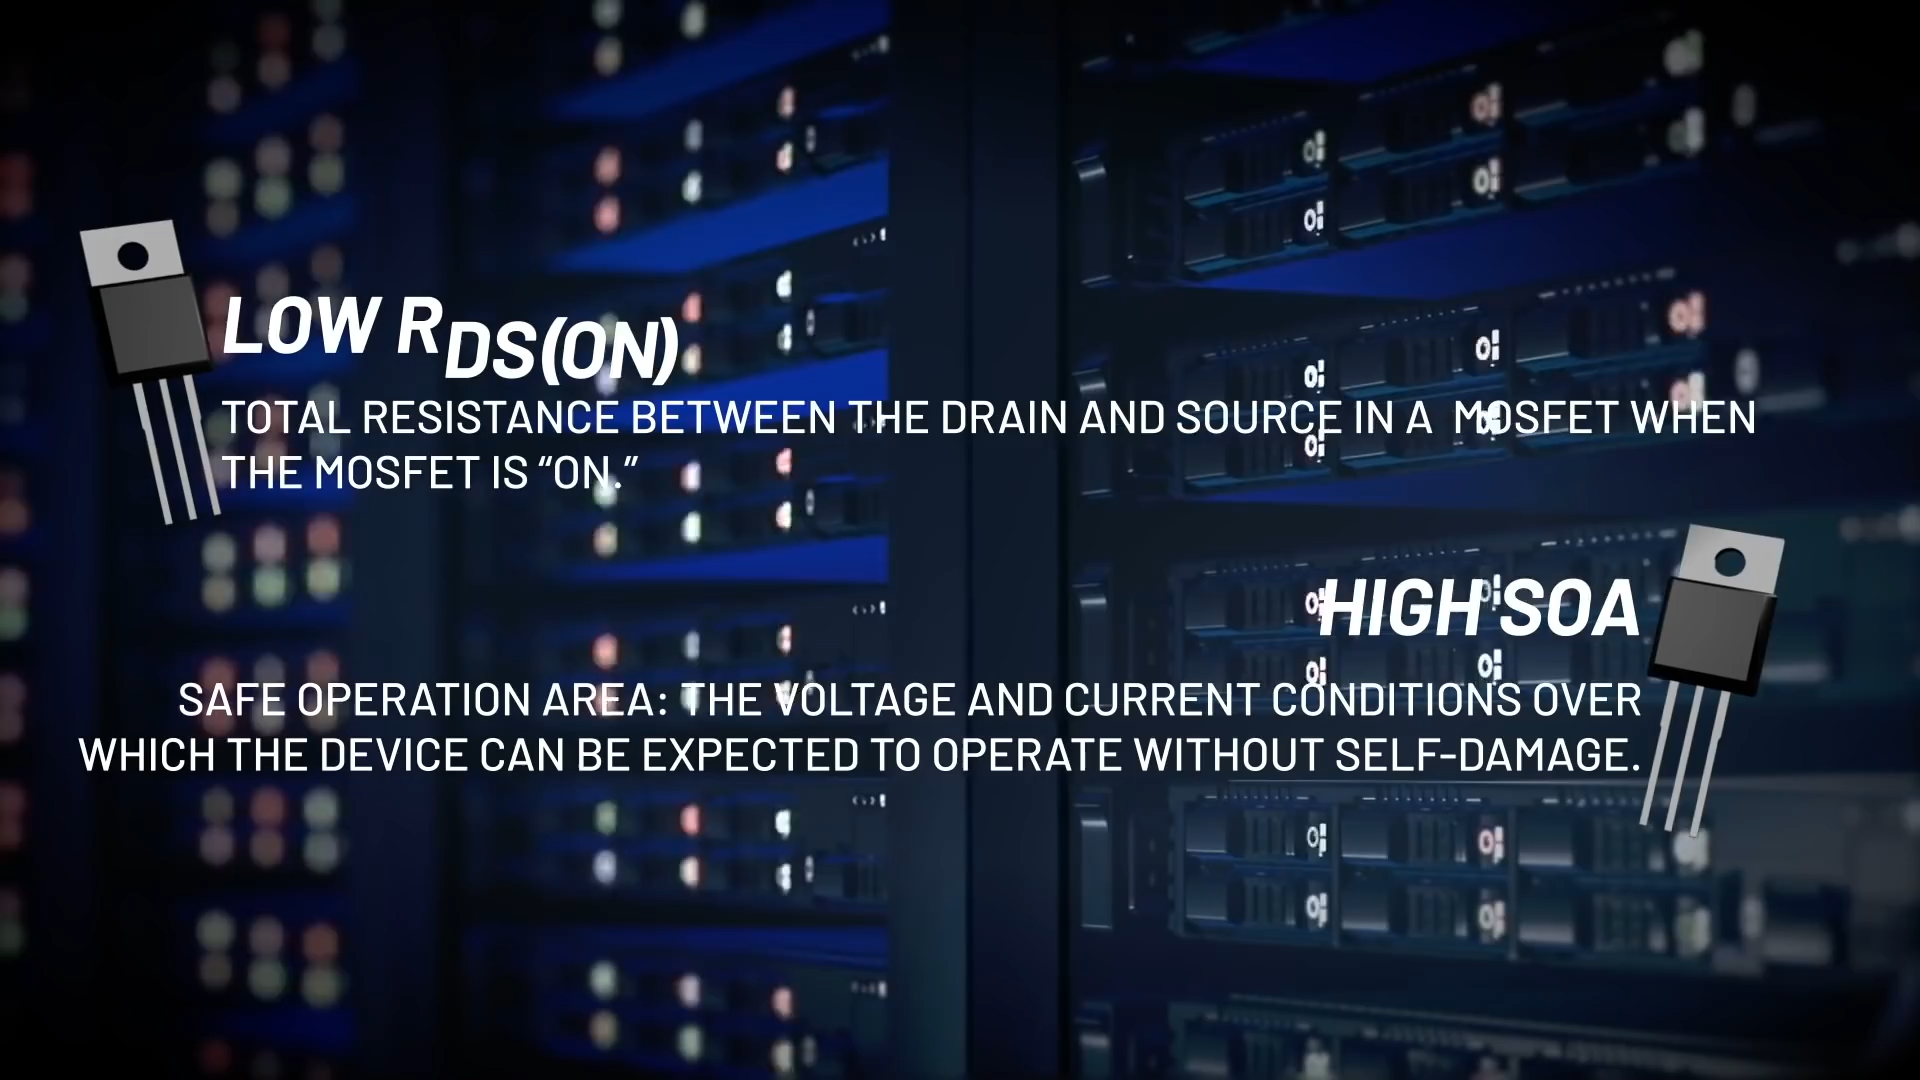 LOW RDS(ON)
TOTAL RESISTANCE BETWEEN THE DRAIN AND SOURCE IN A MOSFET WHEN
THE MOSFET IS “ON.”
HIGH SOA
SAFE OPERATION AREA: THE VOLTAGE AND CURRENT CONDITIONS OVER
WHICH THE DEVICE CAN BE EXPECTED TO OPERATE WITHOUT SELF-DAMAGE.